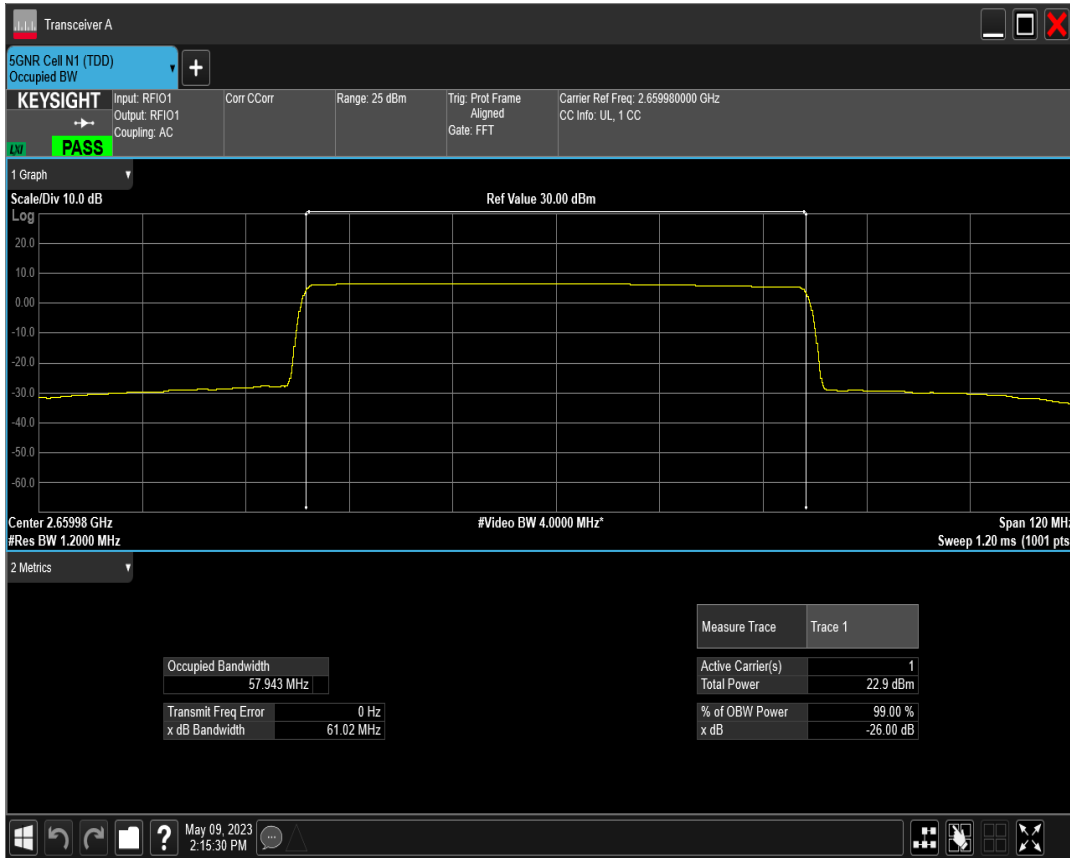 Transceiver A
5GNR Cell N1 (TDD)
Occupied BW
+
KEYSIGHT
LXI PASS
Input: RFIO1
Output: RFIO1
Coupling: AC
Corr CCorr
Range: 25 dBm
Trig: Prot Frame
Aligned
Gate: FFT
Carrier Ref Freq: 2.659980000 GHz
CC Info: UL, 1 CC
1 Graph
Scale/Div 10.0 dB Ref Value 30.00 dBm
Log
20.0
10.0
0.00
-10.0
-20.0
-30.0
-40.0
-50.0
-60.0
Center 2.65998 GHz #Video BW 4.0000 MHz* Span 120 MHz
#Res BW 1.2000 MHz Sweep 1.20 ms (1001 pts
2 Metrics
Measure Trace Trace 1
Occupied Bandwidth
57.943 MHz
Active Carrier(s) 1
Total Power 22.9 dBm
Transmit Freq Error 0 Hz
x dB Bandwidth 61.02 MHz
% of OBW Power 99.00 %
x dB -26.00 dB
?
May 09, 2023
2:15:30 PM